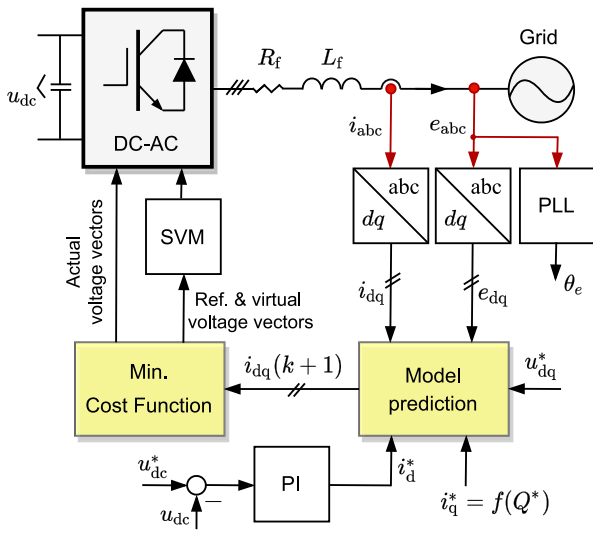 Grid
R_f
L_f
u_dc
DC-AC
i_abc
e_abc
abc
dq
abc
dq
PLL
SVM
Actual
voltage vectors
Ref. & virtual
voltage vectors
i_dq
e_dq
θ_e
Min.
Cost Function
i_dq(k + 1)
Model
prediction
u*_dq
u*_dc
u_dc
−
PI
i*_d
i*_q = f(Q*)